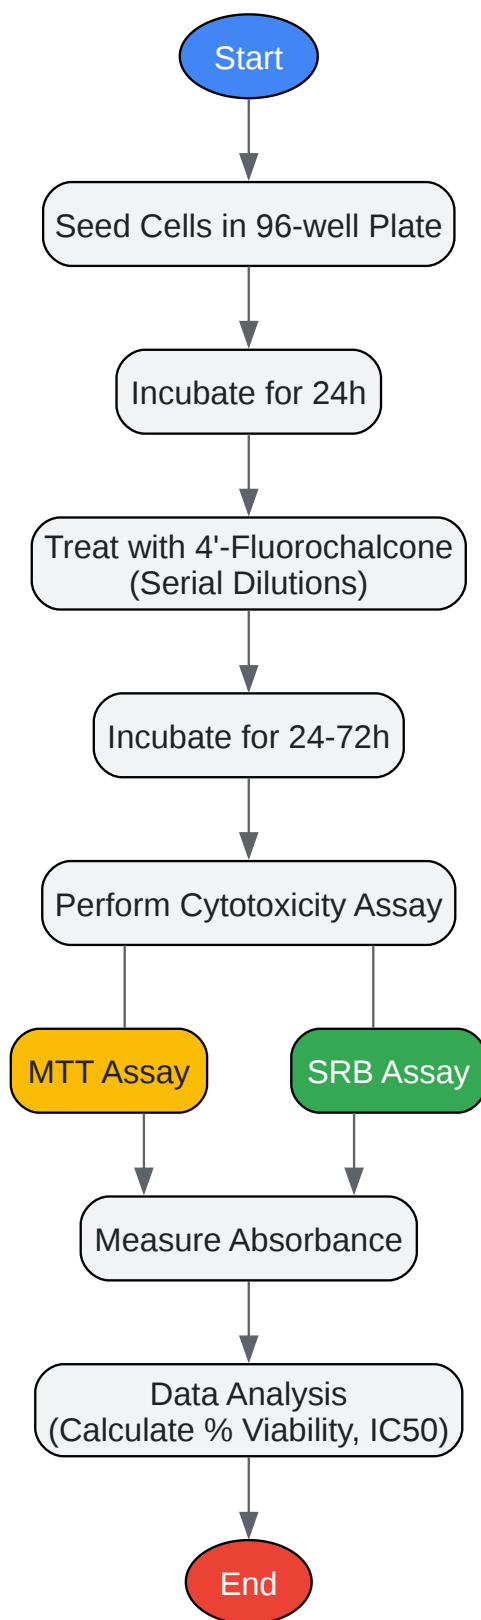 Start
Seed Cells in 96-well Plate
Incubate for 24h
Treat with 4'-Fluorochalcone
(Serial Dilutions)
Incubate for 24-72h
Perform Cytotoxicity Assay
MTT Assay
SRB Assay
Measure Absorbance
Data Analysis
(Calculate % Viability, IC50)
End